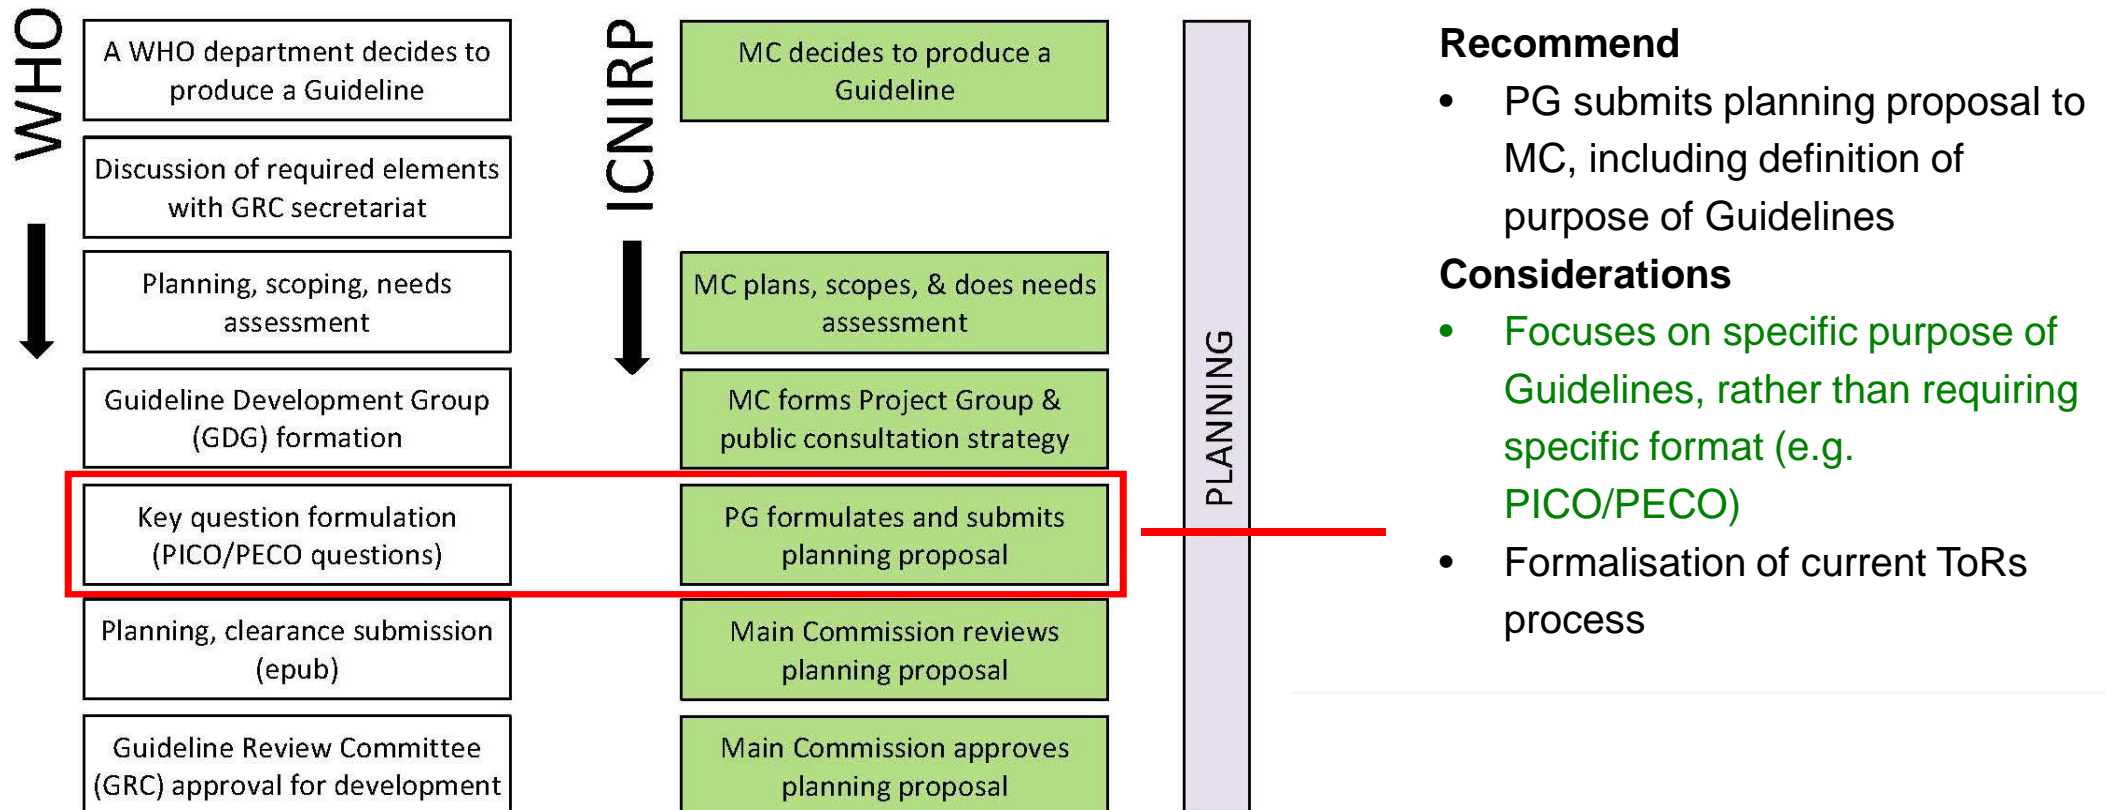 WHO
A WHO department decides to
produce a Guideline
Discussion of required elements
with GRC secretariat
Planning, scoping, needs
assessment
Guideline Development Group
(GDG) formation
Key question formulation
(PICO/PECO questions)
Planning, clearance submission
(epub)
Guideline Review Committee
(GRC) approval for development
ICNIRP
MC decides to produce a
Guideline
MC plans, scopes, & does needs
assessment
MC forms Project Group &
public consultation strategy
PG formulates and submits
planning proposal
Main Commission reviews
planning proposal
Main Commission approves
planning proposal
PLANNING
Recommend
• PG submits planning proposal to
MC, including definition of
purpose of Guidelines
Considerations
• Focuses on specific purpose of
Guidelines, rather than requiring
specific format (e.g.
PICO/PECO)
• Formalisation of current ToRs
process